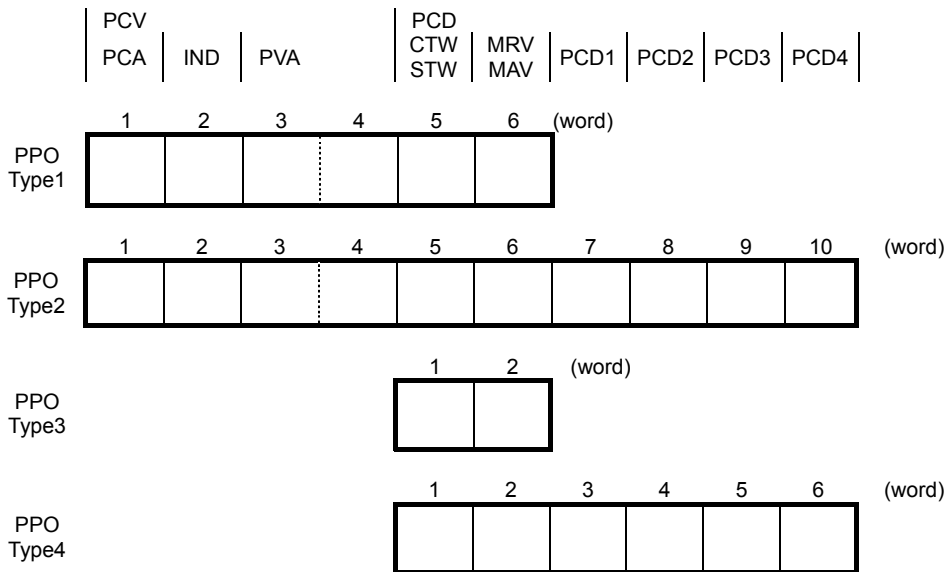 PCV PCD
PCA IND PVA CTW STW MRV MAV PCD1 PCD2 PCD3 PCD4
1 2 3 4 5 6 (word)
PPO
Type1
1 2 3 4 5 6 7 8 9 10 (word)
PPO
Type2
1 2 (word)
PPO
Type3
1 2 3 4 5 6 (word)
PPO
Type4